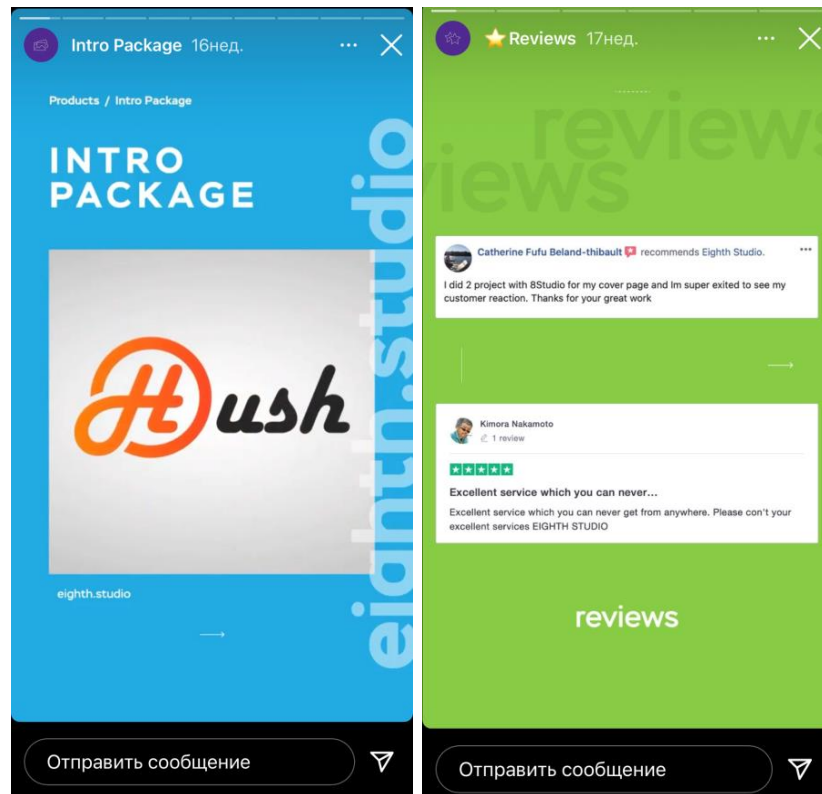 Intro Package 16нед.
Products / Intro Package
INTRO
PACKAGE
Hush
eighth.studio
eighth.studio
Отправить сообщение
⭐Reviews 17нед.
reviews
views
Catherine Fufu Beland-thibault recommends Eighth Studio.
I did 2 project with 8Studio for my cover page and Im super exited to see my
customer reaction. Thanks for your great work
Kimora Nakamoto
1 review
Excellent service which you can never...
Excellent service which you can never get from anywhere. Please con't your
excellent services EIGHTH STUDIO
reviews
Отправить сообщение